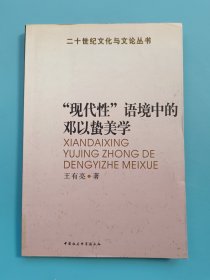 二十世纪文化与文论丛书
“现代性”语境中的
邓以蛰美学
XIANDAIXING
YUJING ZHONG DE
DENGYIZHE MEIXUE
王有亮 著
中国社会科学出版社